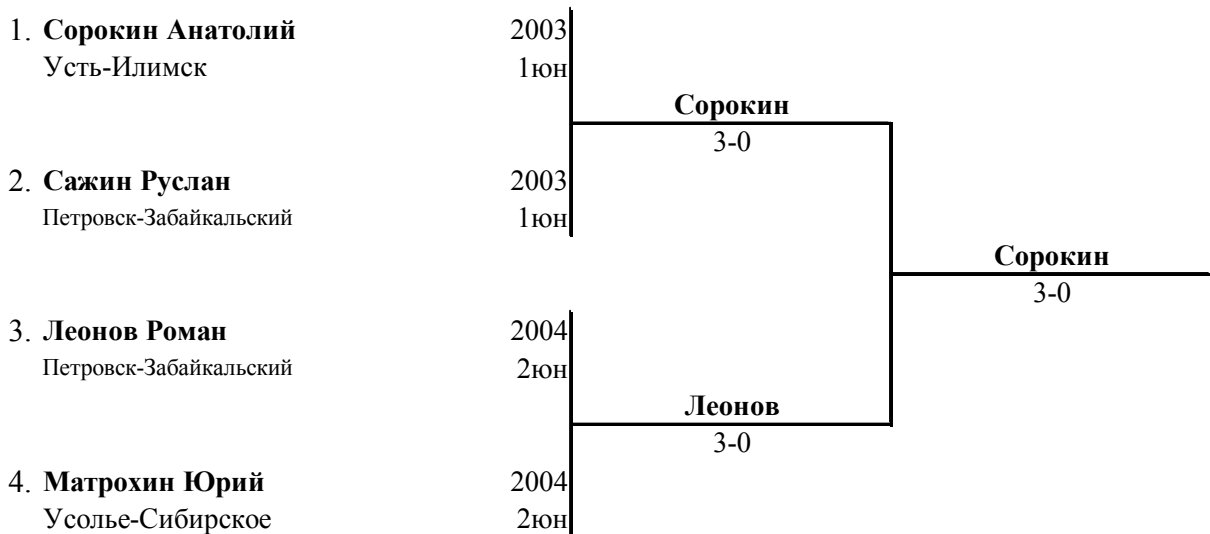 1. Сорокин Анатолий 2003
Усть-Илимск 1юн
Сорокин
3-0
2. Сажин Руслан 2003
Петровск-Забайкальский 1юн
Сорокин
3-0
3. Леонов Роман 2004
Петровск-Забайкальский 2юн
Леонов
3-0
4. Матрохин Юрий 2004
Усолье-Сибирское 2юн